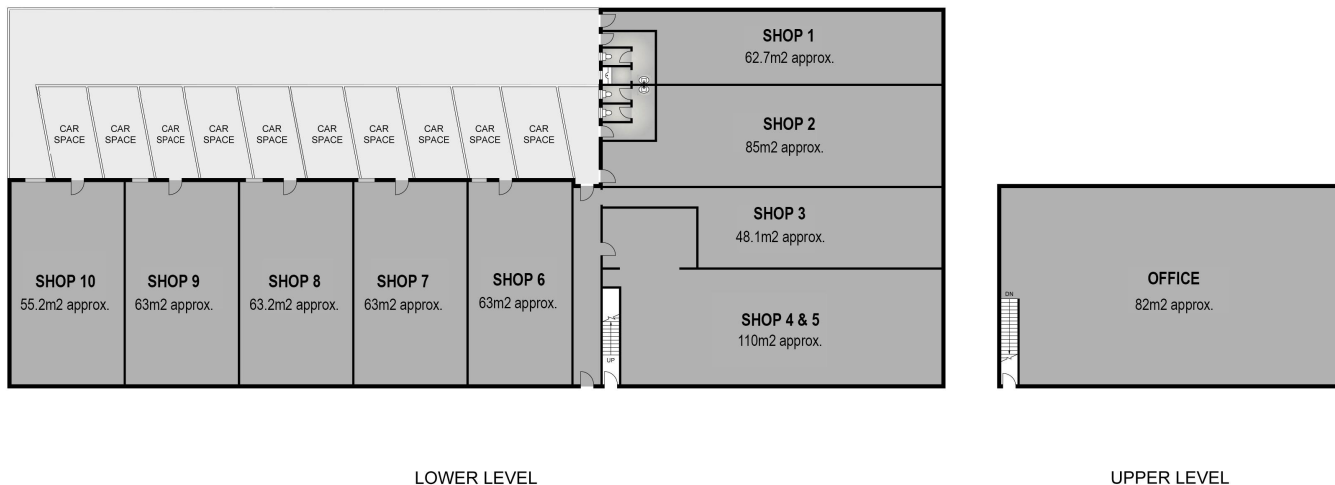 SHOP 1
62.7m2 approx.
SHOP 2
85m2 approx.
SHOP 3
48.1m2 approx.
SHOP 4 & 5
110m2 approx.
CAR
SPACE
CAR
SPACE
CAR
SPACE
CAR
SPACE
CAR
SPACE
CAR
SPACE
CAR
SPACE
CAR
SPACE
CAR
SPACE
CAR
SPACE
SHOP 10
55.2m2 approx.
SHOP 9
63m2 approx.
SHOP 8
63.2m2 approx.
SHOP 7
63m2 approx.
SHOP 6
63m2 approx.
UP
OFFICE
82m2 approx.
DN
LOWER LEVEL
UPPER LEVEL